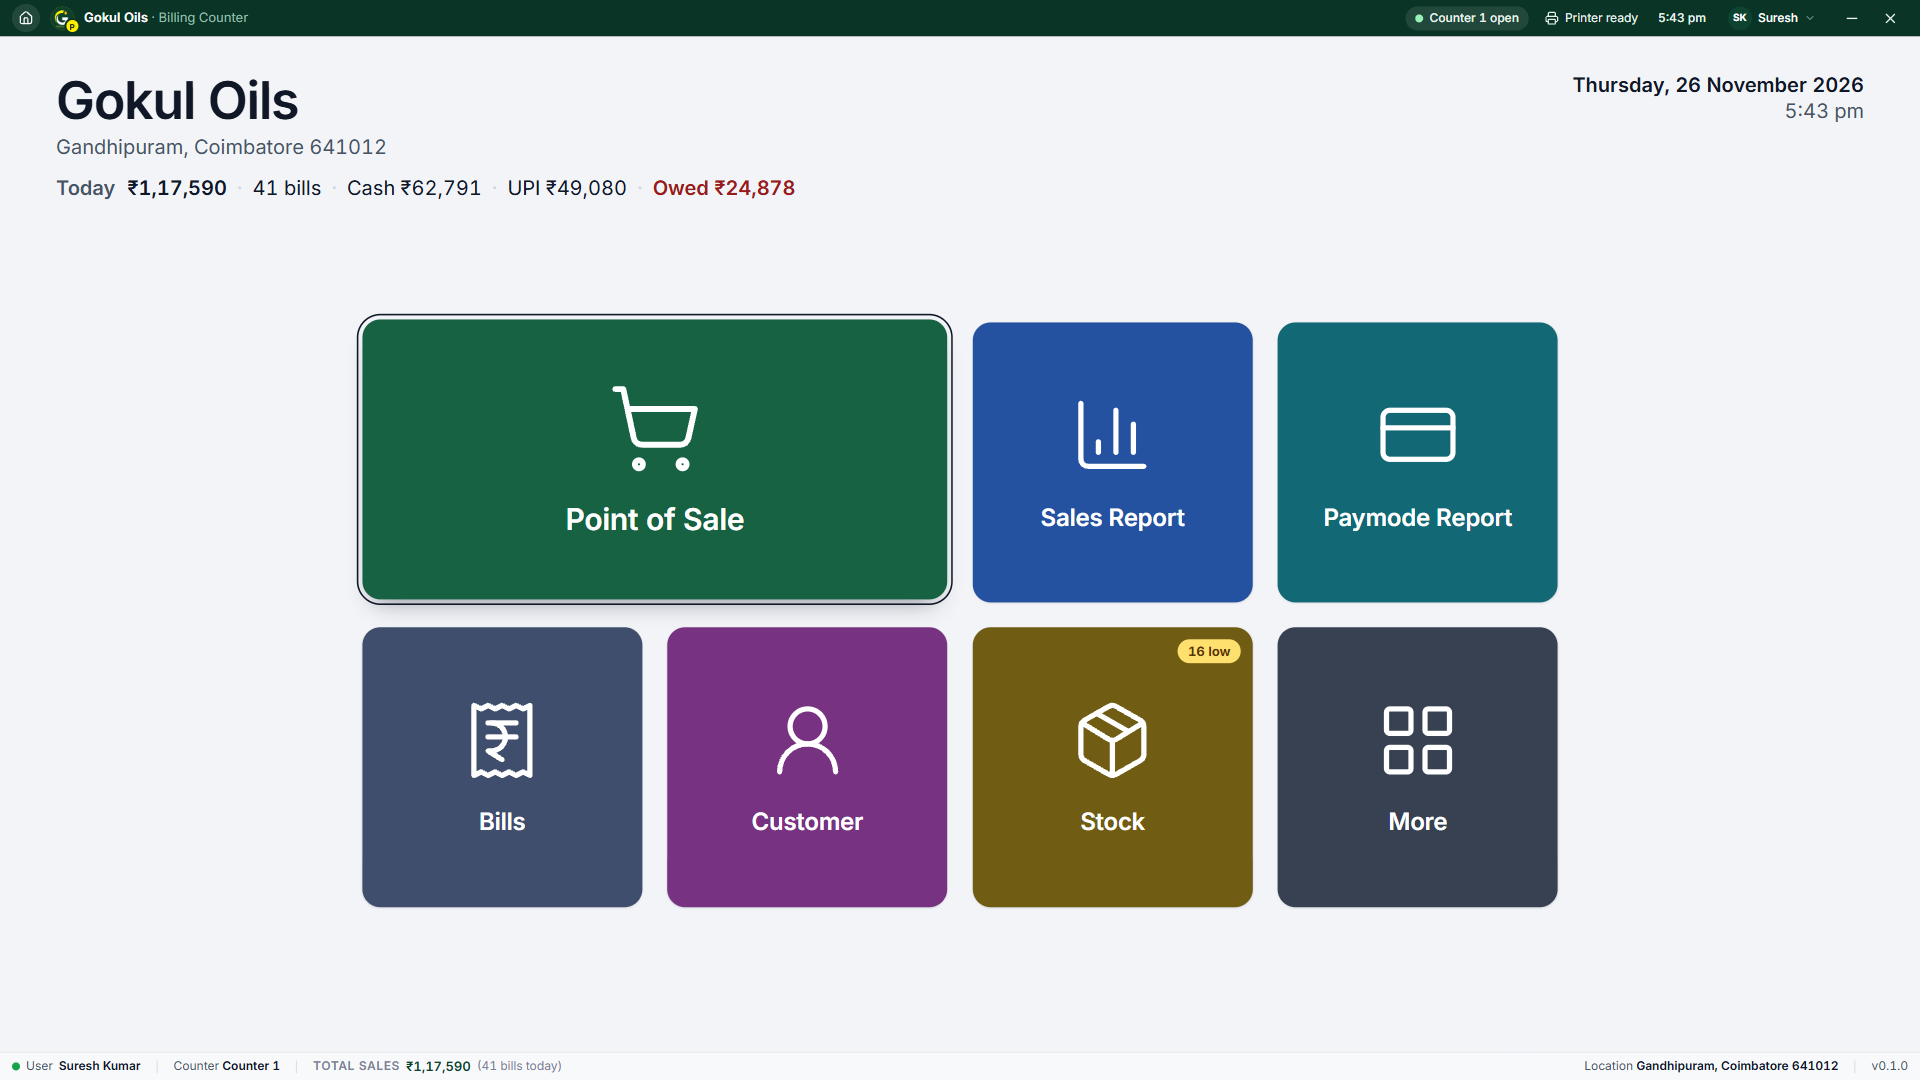 Gokul Oils · Billing Counter
Counter 1 open
Printer ready
5:43 pm
SK Suresh
Gokul Oils
Gandhipuram, Coimbatore 641012
Today ₹1,17,590 · 41 bills · Cash ₹62,791 · UPI ₹49,080 · Owed ₹24,878
Thursday, 26 November 2026
5:43 pm
Point of Sale
Sales Report
Paymode Report
Bills
Customer
16 low
Stock
More
User Suresh Kumar
Counter Counter 1
TOTAL SALES ₹1,17,590 (41 bills today)
Location Gandhipuram, Coimbatore 641012
v0.1.0